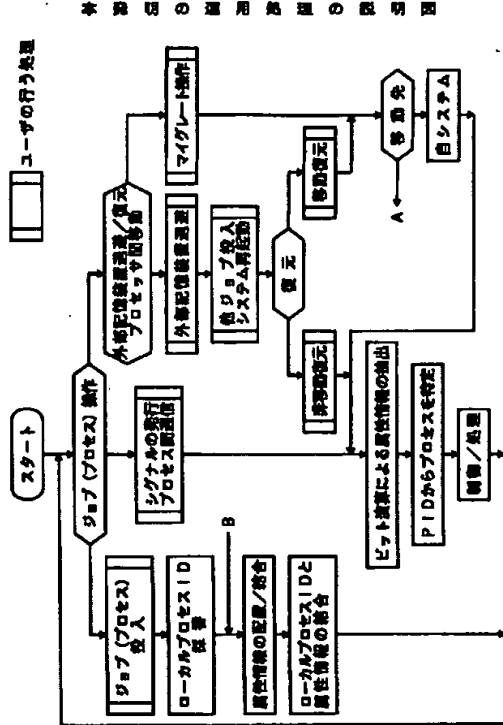 本発明の適用処理の説明図
ユーザの行う処理
スタート
ジョブ(プロセス)操作
ジョブ(プロセス)
投入
ローカルプロセスID
採番
B
属性情報の配置/結合
ローカルプロセスIDと
属性情報の結合
シグナルの発行
プロセス間通信
外部記憶装置退避/復元
プロセッサ間移動
外部記憶装置退避
マイグレート操作
他ジョブ投入
システム再起動
復元
非移動復元
移動復元
移動先
A
自システム
ビット演算による属性情報の抽出
PIDからプロセスを特定
制御/処理